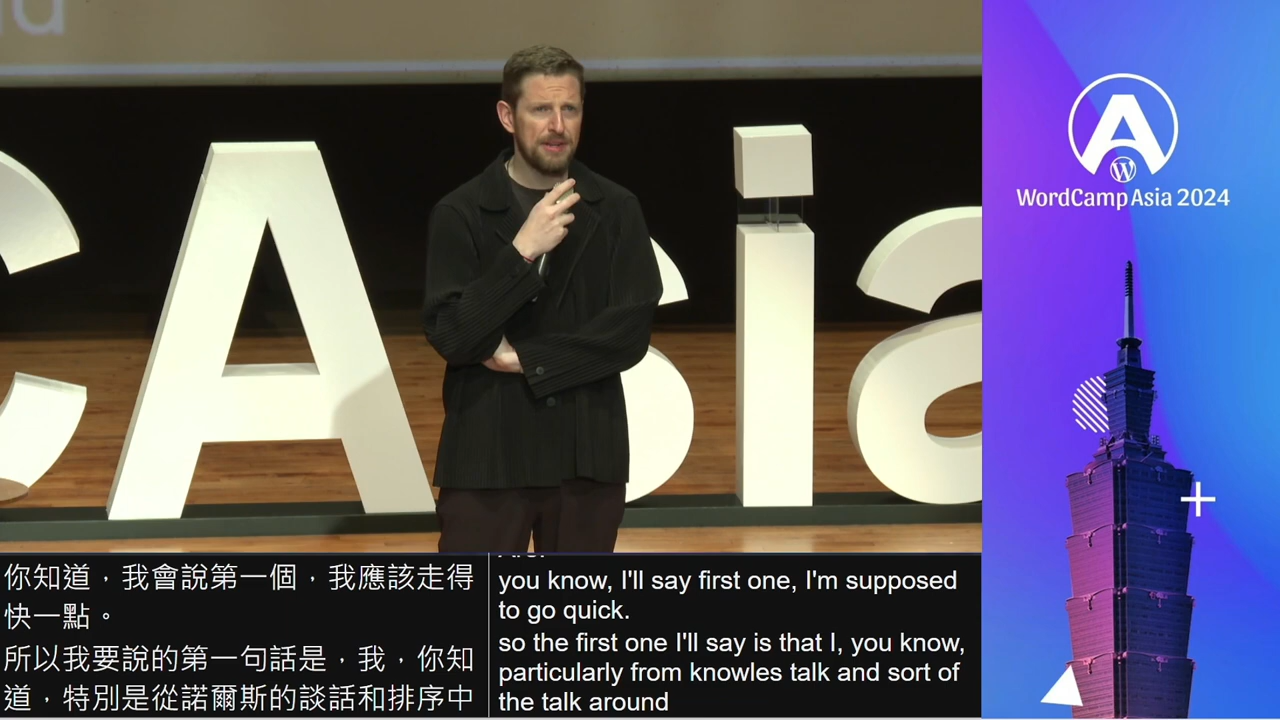 CAsia
WordCamp Asia 2024
你知道，我會說第一個，我應該走得
快一點。
所以我要說的第一句話是，我，你知
道，特別是從諾爾斯的談話和排序中
you know, I'll say first one, I'm supposed
to go quick.
so the first one I'll say is that I, you know,
particularly from knowles talk and sort of
the talk around